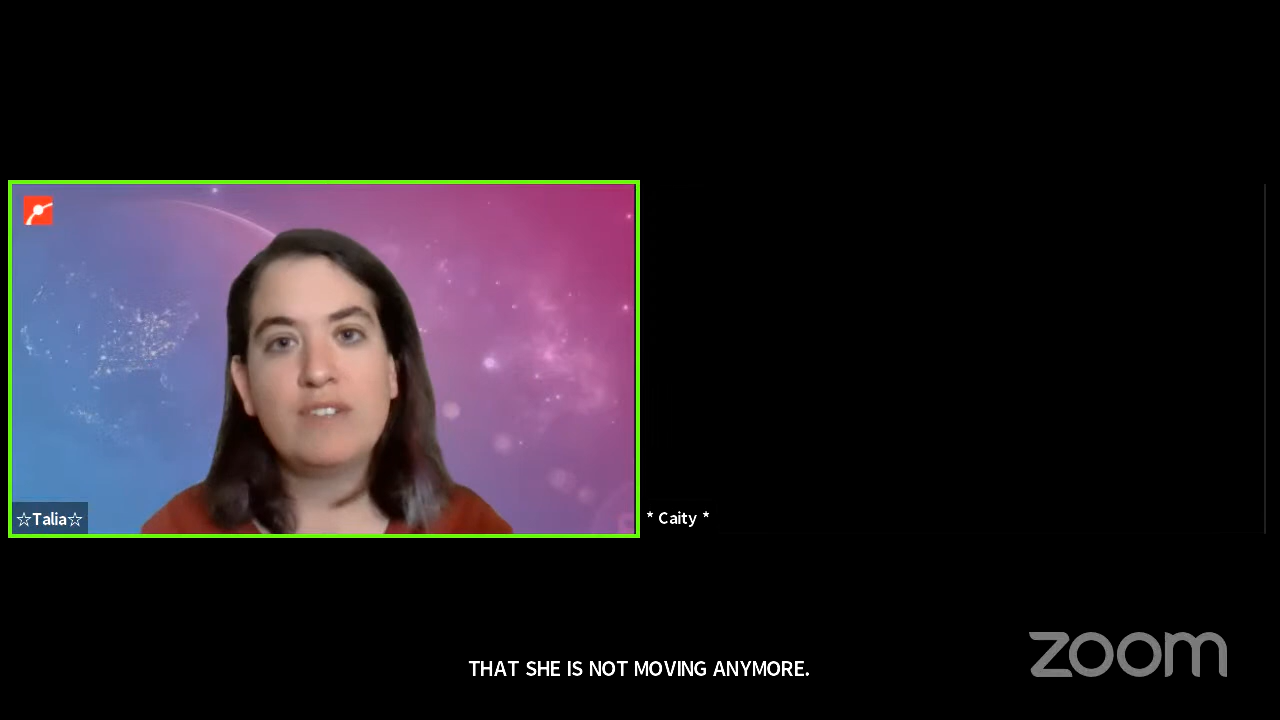 ☆Talia☆
* Caity *
THAT SHE IS NOT MOVING ANYMORE.
zoom